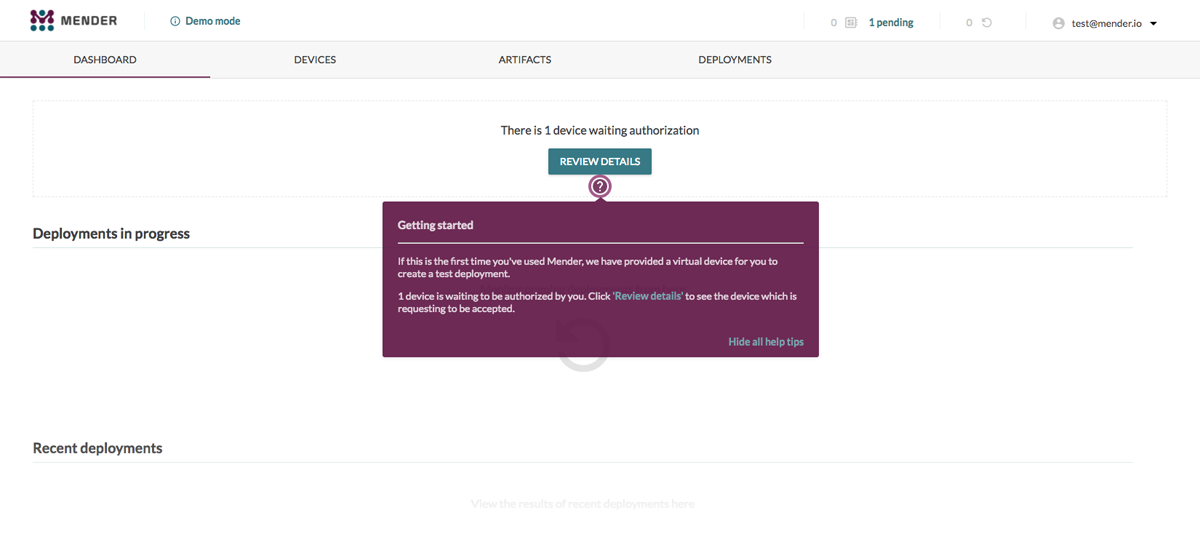 MENDER
Demo mode
0
1 pending
0
test@mender.io
DASHBOARD
DEVICES
ARTIFACTS
DEPLOYMENTS
There is 1 device waiting authorization
REVIEW DETAILS
?
Getting started
If this is the first time you've used Mender, we have provided a virtual device for you to
create a test deployment.
1 device is waiting to be authorized by you. Click 'Review details' to see the device which is
requesting to be accepted.
Hide all help tips
Deployments in progress
Recent deployments
View the results of recent deployments here